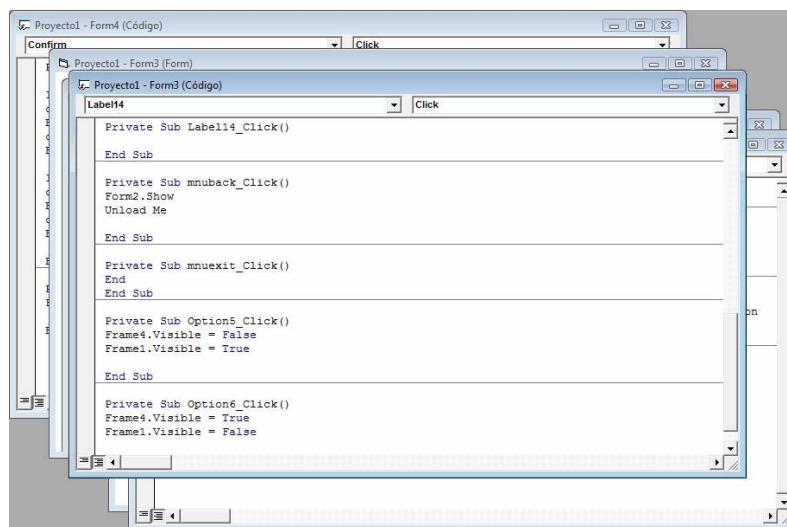 Proyecto1 - Form4 (Código)
Confirm Click
Proyecto1 - Form3 (Form)
Proyecto1 - Form3 (Código)
Label14 Click
Private Sub Label14_Click()
End Sub
Private Sub mnuback_Click()
Form2.Show
Unload Me
End Sub
Private Sub mnuexit_Click()
End
End Sub
Private Sub Option5_Click()
Frame4.Visible = False
Frame1.Visible = True
End Sub
Private Sub Option6_Click()
Frame4.Visible = True
Frame1.Visible = False
on